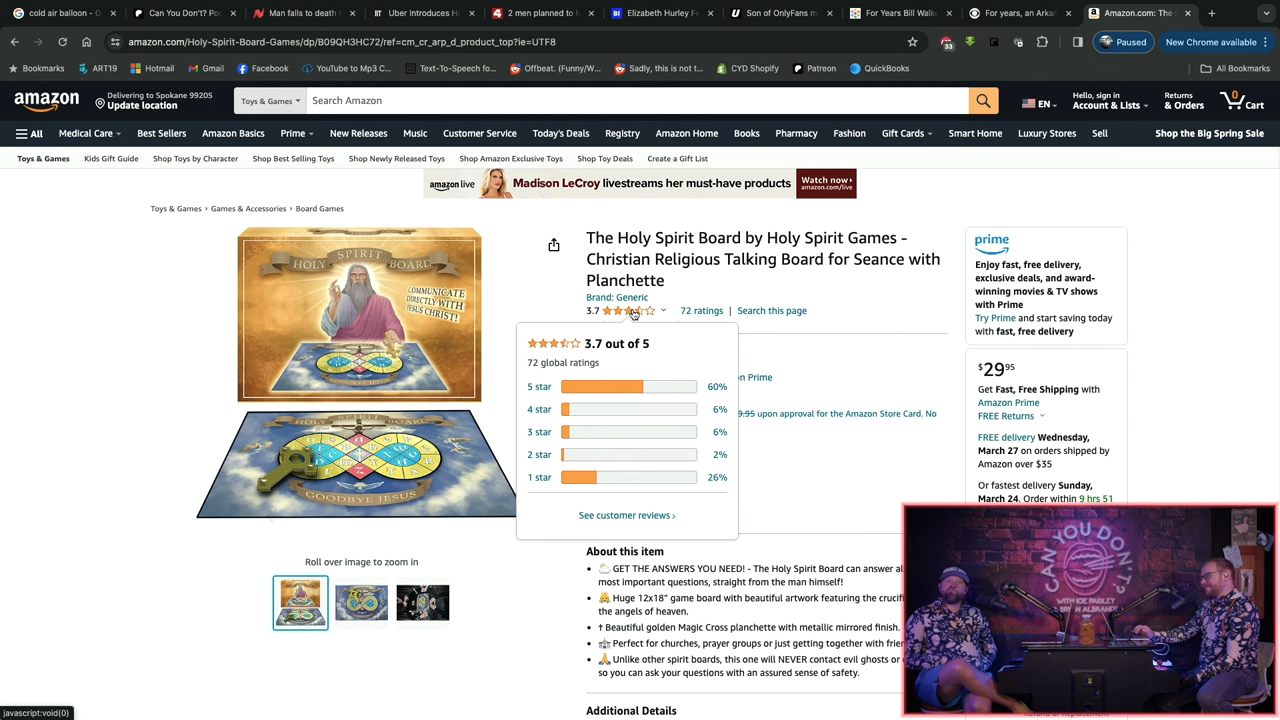 cold air balloon - G
Can You Don't? Po
Man falls to death
Uber Introduces H
2 men planned to h
Elizabeth Hurley F
Son of OnlyFans m
For Years Bill Walk
For years, an Arkan
Amazon.com: The
amazon.com/Holy-Spirit-Board-Games/dp/B09QH3HC72/ref=cm_cr_arp_d_product_top?ie=UTF8
33
Paused
New Chrome available
Bookmarks
ART19
Hotmail
Gmail
Facebook
YouTube to Mp3 C...
Text-To-Speech fo...
Offbeat. (Funny/W...
Sadly, this is not t...
CYD Shopify
Patreon
QuickBooks
All Bookmarks
amazon
Delivering to Spokane 99205
Update location
Toys & Games
Search Amazon
EN
Hello, sign in
Account & Lists
Returns
& Orders
0
Cart
All
Medical Care
Best Sellers
Amazon Basics
Prime
New Releases
Music
Customer Service
Today's Deals
Registry
Amazon Home
Books
Pharmacy
Fashion
Gift Cards
Smart Home
Luxury Stores
Sell
Shop the Big Spring Sale
Toys & Games
Kids Gift Guide
Shop Toys by Character
Shop Best Selling Toys
Shop Newly Released Toys
Shop Amazon Exclusive Toys
Shop Toy Deals
Create a Gift List
amazon live
Madison LeCroy livestreams her must-have products
Watch now ›
amazon.com/live
Toys & Games › Games & Accessories › Board Games
HOLY SPIRIT BOARD
COMMUNICATE
DIRECTLY WITH
JESUS CHRIST!
GOODBYE JESUS
HOLY SPIRIT BOARD
GOODBYE JESUS
Roll over image to zoom in
The Holy Spirit Board by Holy Spirit Games -
Christian Religious Talking Board for Seance with
Planchette
Brand: Generic
3.7
72 ratings | Search this page
3.7 out of 5
72 global ratings
5 star 60%
4 star 6%
3 star 6%
2 star 2%
1 star 26%
See customer reviews ›
on Prime
9.95 upon approval for the Amazon Store Card. No
About this item
GET THE ANSWERS YOU NEED! - The Holy Spirit Board can answer al
most important questions, straight from the man himself!
Huge 12x18" game board with beautiful artwork featuring the crucifi
the angels of heaven.
† Beautiful golden Magic Cross planchette with metallic mirrored finish.
Perfect for churches, prayer groups or just getting together with frien
Unlike other spirit boards, this one will NEVER contact evil ghosts or
so you can ask your questions with an assured sense of safety.
Additional Details
prime
Enjoy fast, free delivery,
exclusive deals, and award-
winning movies & TV shows
with Prime
Try Prime and start saving today
with fast, free delivery
$2995
Get Fast, Free Shipping with
Amazon Prime
FREE Returns
FREE delivery Wednesday,
March 27 on orders shipped by
Amazon over $35
Or fastest delivery Sunday,
March 24. Order within 9 hrs 51
CAN YOU DON'T
WITH JOE PAISLEY
BRYAN ALBRANDT
javascript:void(0)